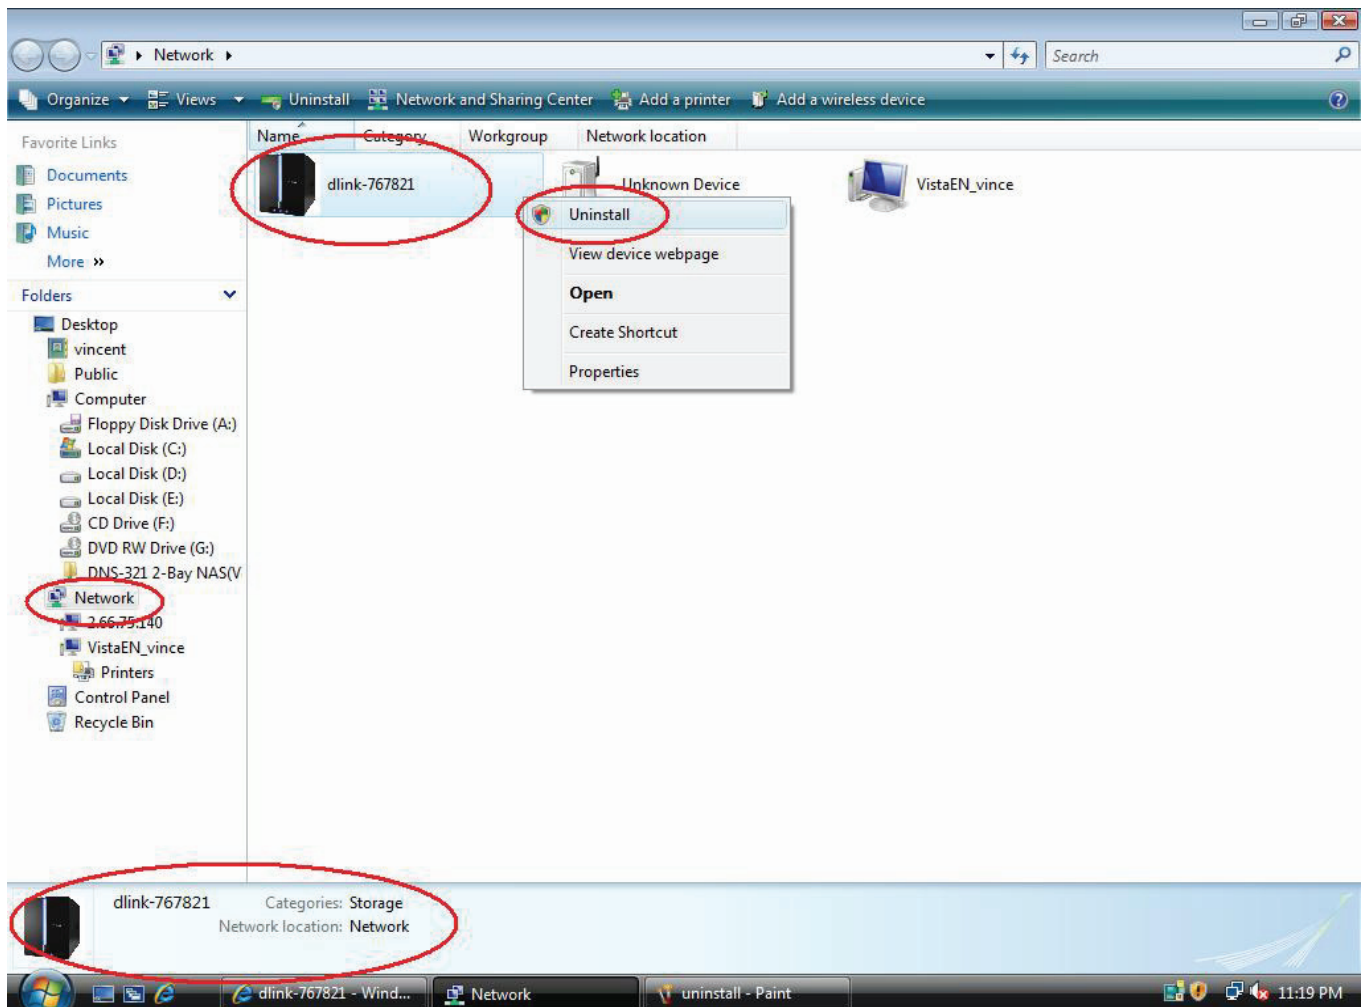 Network
Search
Organize Views Uninstall Network and Sharing Center Add a printer Add a wireless device
Favorite Links
Documents
Pictures
Music
More »
Folders
Desktop
vincent
Public
Computer
Floppy Disk Drive (A:)
Local Disk (C:)
Local Disk (D:)
Local Disk (E:)
CD Drive (F:)
DVD RW Drive (G:)
DNS-321 2-Bay NAS(V
Network
2.66.75.140
VistaEN_vince
Printers
Control Panel
Recycle Bin
Name Category Workgroup Network location
dlink-767821 Unknown Device VistaEN_vince
Uninstall
View device webpage
Open
Create Shortcut
Properties
dlink-767821 Categories: Storage
Network location: Network
dlink-767821 - Wind... Network uninstall - Paint 11:19 PM